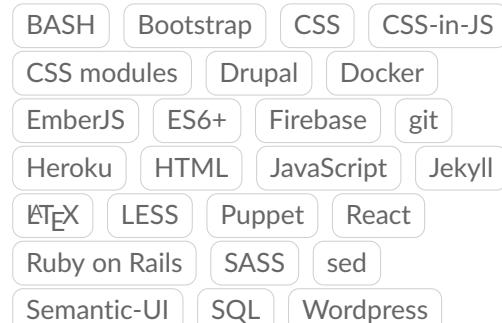 BASH Bootstrap CSS CSS-in-JS
CSS modules Drupal Docker
EmberJS ES6+ Firebase git
Heroku HTML JavaScript Jekyll
LATEX LESS Puppet React
Ruby on Rails SASS sed
Semantic-UI SQL Wordpress